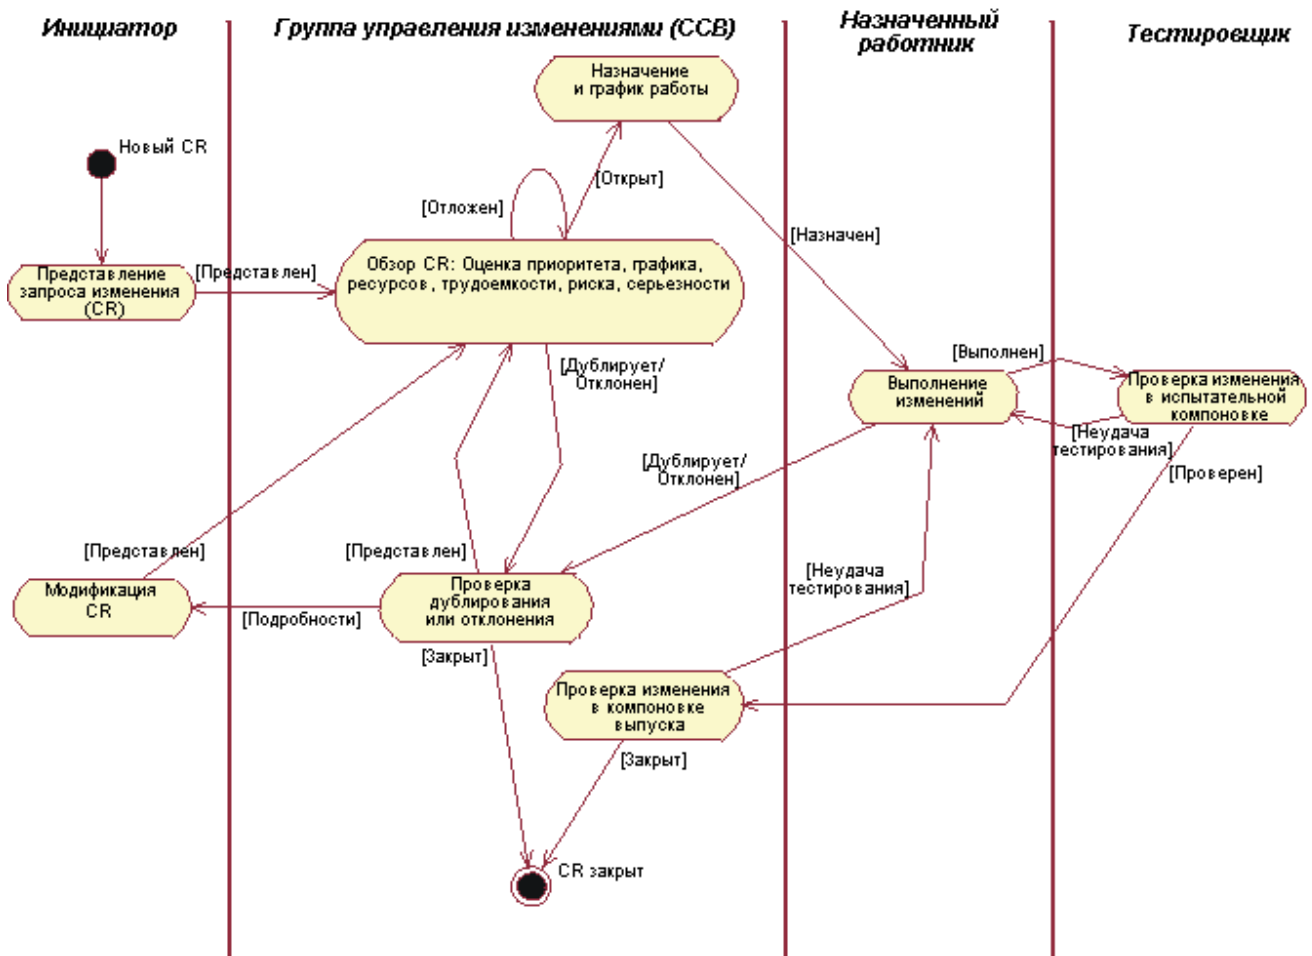 Инициатор
Группа управления изменениями (CCB)
Назначенный
работник
Тестировщик
Назначение
и график работы
Новый CR
[Открыт]
[Отложен]
[Назначен]
Представление
запроса изменения
(CR)
[Представлен]
Обзор CR: Оценка приоритета, графика,
ресурсов, трудоемкости, риска, серьезности
[Дублирует/
Отклонен]
[Выполнен]
Выполнение
изменений
Проверка изменения
в испытательной
компоновке
[Неудача
тестирования]
[Дублирует/
Отклонен]
[Проверен]
[Представлен]
[Представлен]
Модификация
CR
[Подробности]
Проверка
дублирования
или отклонения
[Неудача
тестирования]
[Закрыт]
Проверка изменения
в компоновке
выпуска
[Закрыт]
CR закрыт